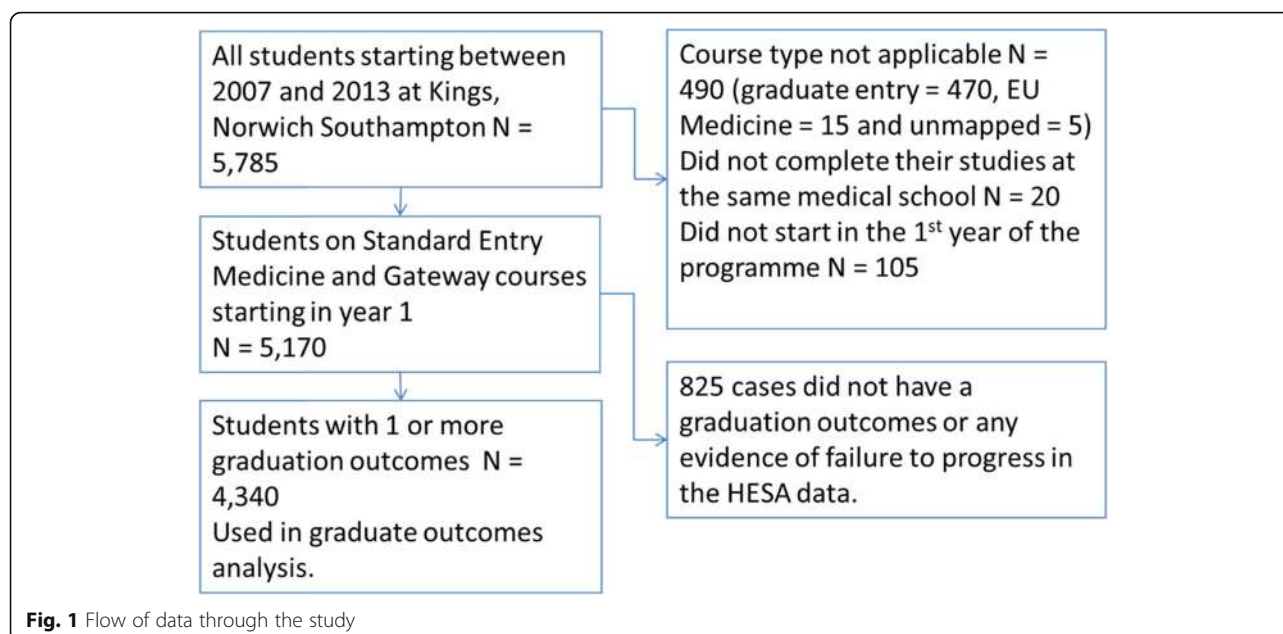 All students starting between
2007 and 2013 at Kings,
Norwich Southampton N =
5,785
Course type not applicable N =
490 (graduate entry = 470, EU
Medicine = 15 and unmapped = 5)
Did not complete their studies at
the same medical school N = 20
Did not start in the 1st year of the
programme N = 105
Students on Standard Entry
Medicine and Gateway courses
starting in year 1
N = 5,170
825 cases did not have a
graduation outcomes or any
evidence of failure to progress in
the HESA data.
Students with 1 or more
graduation outcomes N =
4,340
Used in graduate outcomes
analysis.
Fig. 1 Flow of data through the study